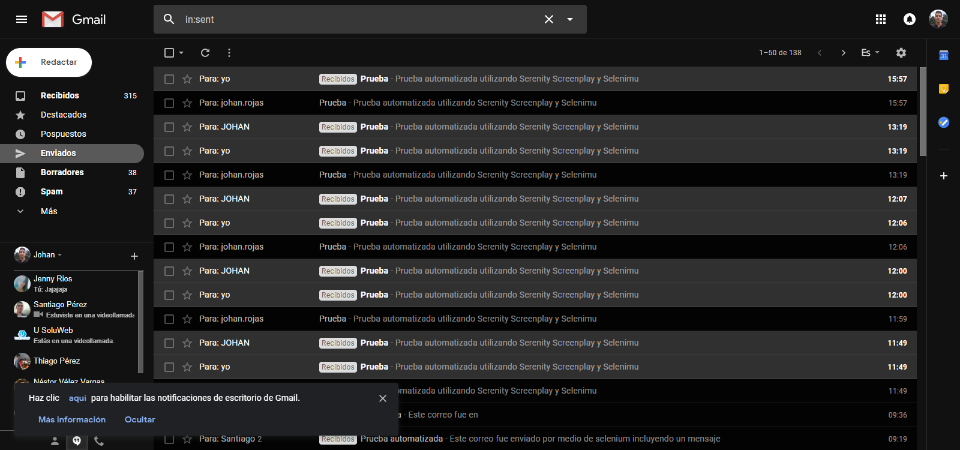 Gmail
in:sent
Redactar
1–50 de 138
Es
Recibidos 315
Destacados
Pospuestos
Enviados
Borradores 38
Spam 37
Más
Para: yo Recibidos Prueba - Prueba automatizada utilizando Serenity Screenplay y Selenimu 15:57
Para: johan.rojas Prueba - Prueba automatizada utilizando Serenity Screenplay y Selenimu 15:57
Para: JOHAN Recibidos Prueba - Prueba automatizada utilizando Serenity Screenplay y Selenimu 13:19
Para: yo Recibidos Prueba - Prueba automatizada utilizando Serenity Screenplay y Selenimu 13:19
Para: johan.rojas Prueba - Prueba automatizada utilizando Serenity Screenplay y Selenimu 13:19
Para: JOHAN Recibidos Prueba - Prueba automatizada utilizando Serenity Screenplay y Selenimu 12:07
Para: yo Recibidos Prueba - Prueba automatizada utilizando Serenity Screenplay y Selenimu 12:06
Para: johan.rojas Prueba - Prueba automatizada utilizando Serenity Screenplay y Selenimu 12:06
Para: JOHAN Recibidos Prueba - Prueba automatizada utilizando Serenity Screenplay y Selenimu 12:00
Para: yo Recibidos Prueba - Prueba automatizada utilizando Serenity Screenplay y Selenimu 12:00
Para: johan.rojas Prueba - Prueba automatizada utilizando Serenity Screenplay y Selenimu 11:59
Para: JOHAN Recibidos Prueba - Prueba automatizada utilizando Serenity Screenplay y Selenimu 11:49
Para: yo Recibidos Prueba - Prueba automatizada utilizando Serenity Screenplay y Selenimu 11:49
utomatizada utilizando Serenity Screenplay y Selenimu 11:49
a - Este correo fue en 09:36
Para: Santiago 2 Recibidos Prueba automatizada - Este correo fue enviado por medio de selenium incluyendo un mensaje 09:19
Johan
Jenny Rios
Tú: Jajajaja
Santiago Pérez
Estuviste en una videollamada
U SoluWeb
Estás en una videollamada.
Thiago Pérez
Néstor Vélez Vargas
Haz clic aquí para habilitar las notificaciones de escritorio de Gmail.
Más información Ocultar